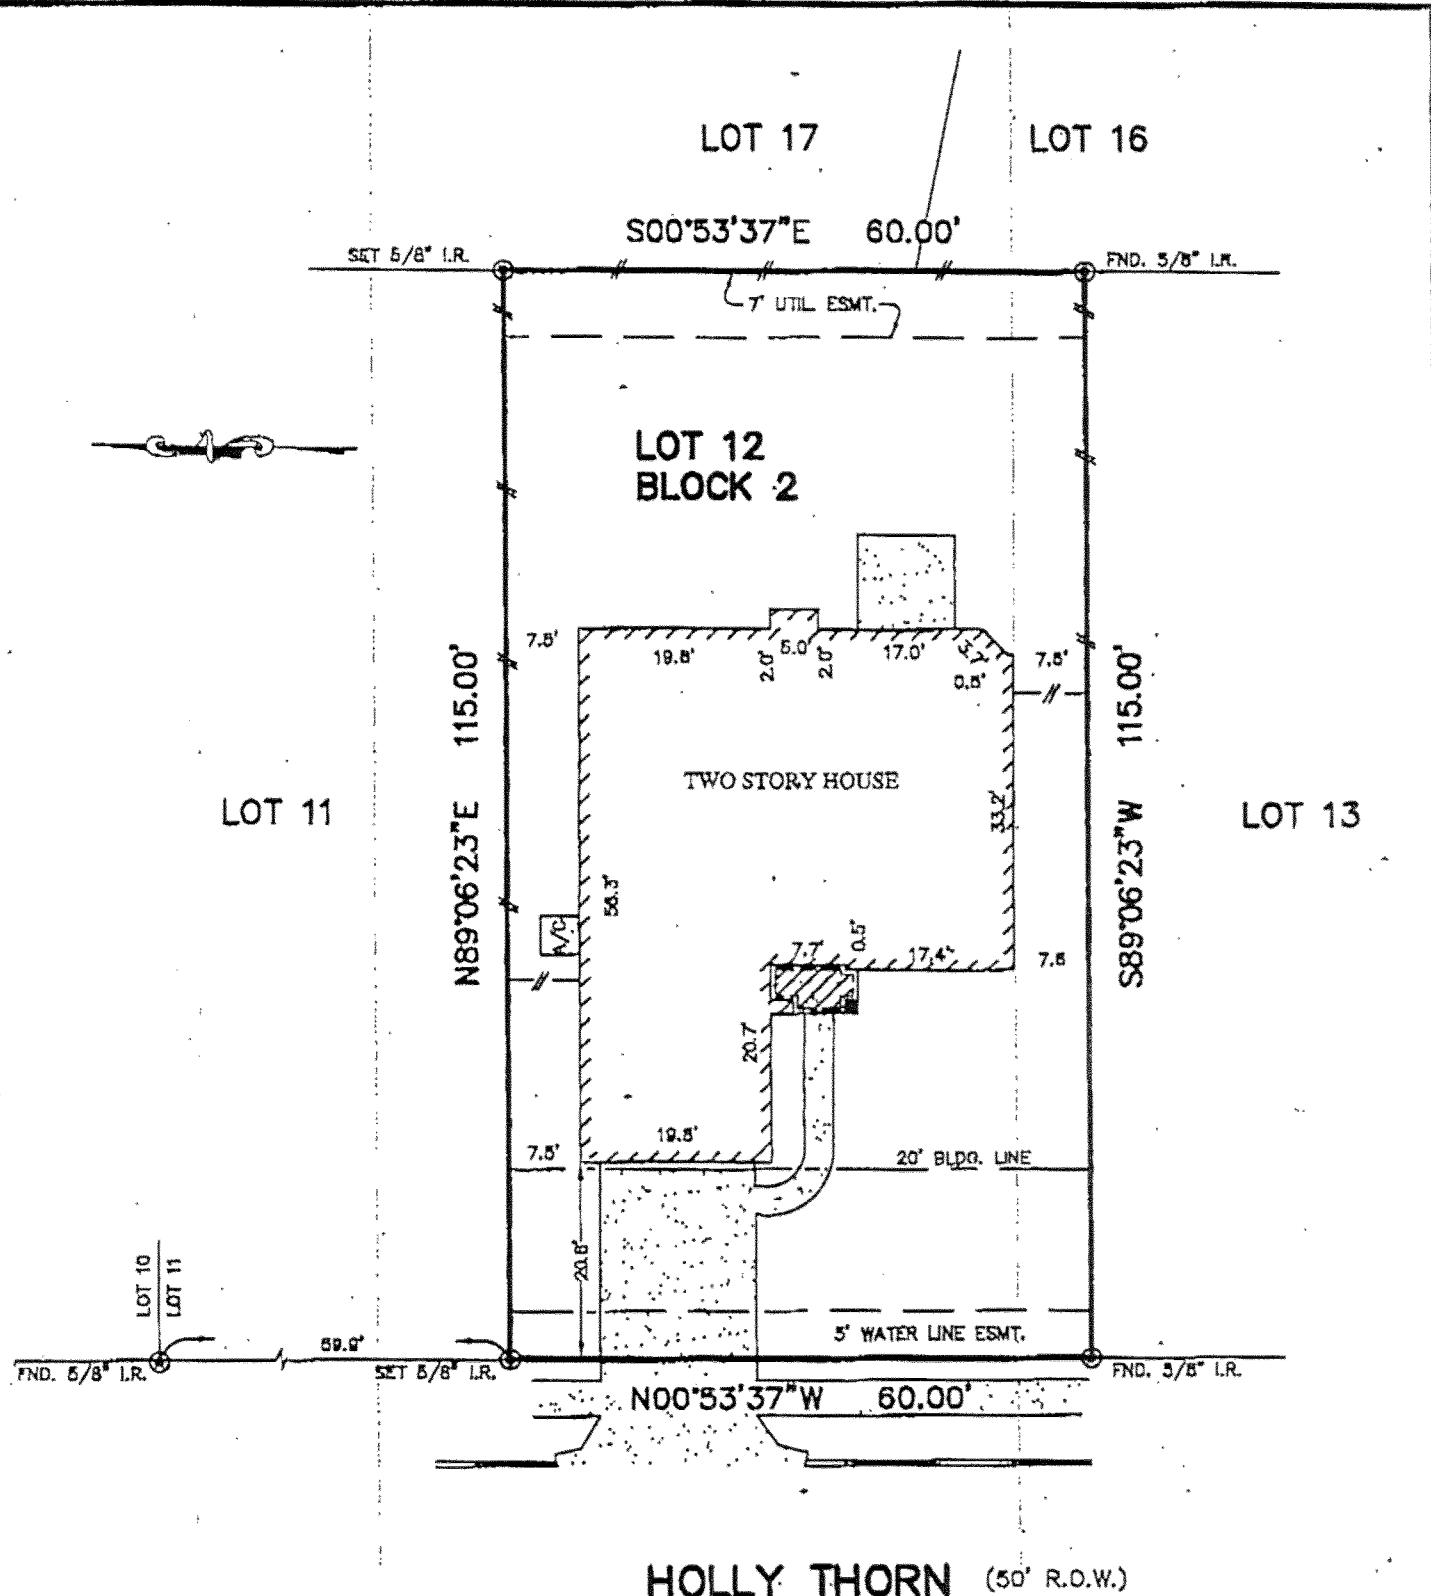 LOT 17
LOT 16
S00°53'37"E 60.00'
SET 5/8" I.R.
FND. 5/8" I.R.
7' UTIL ESMT.
LOT 12
BLOCK 2
7.5'
19.5'
2.0'
5.0'
2.0'
17.0'
3.7'
0.5'
7.5'
N89°06'23"E 115.00'
S89°06'23"W 115.00'
TWO STORY HOUSE
33.2'
LOT 11
LOT 13
56.3'
A/C
7.7'
0.5'
17.4'
7.5
20.7'
19.5'
7.5'
20' BLDG. LINE
20.8'
LOT 10
LOT 11
5' WATER LINE ESMT.
59.9'
FND. 5/8" I.R.
SET 5/8" I.R.
FND. 5/8" I.R.
N00°53'37"W 60.00'
HOLLY THORN (50' R.O.W.)